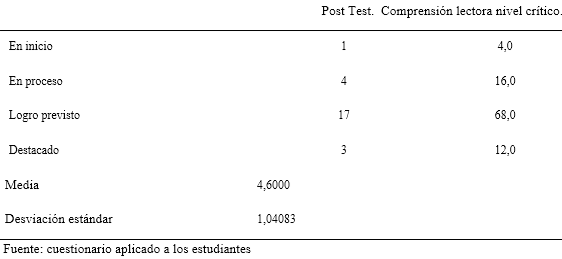 Post Test. Comprensión lectora nivel crítico.
En inicio 1 4,0
En proceso 4 16,0
Logro previsto 17 68,0
Destacado 3 12,0
Media 4,6000
Desviación estándar 1,04083
Fuente: cuestionario aplicado a los estudiantes